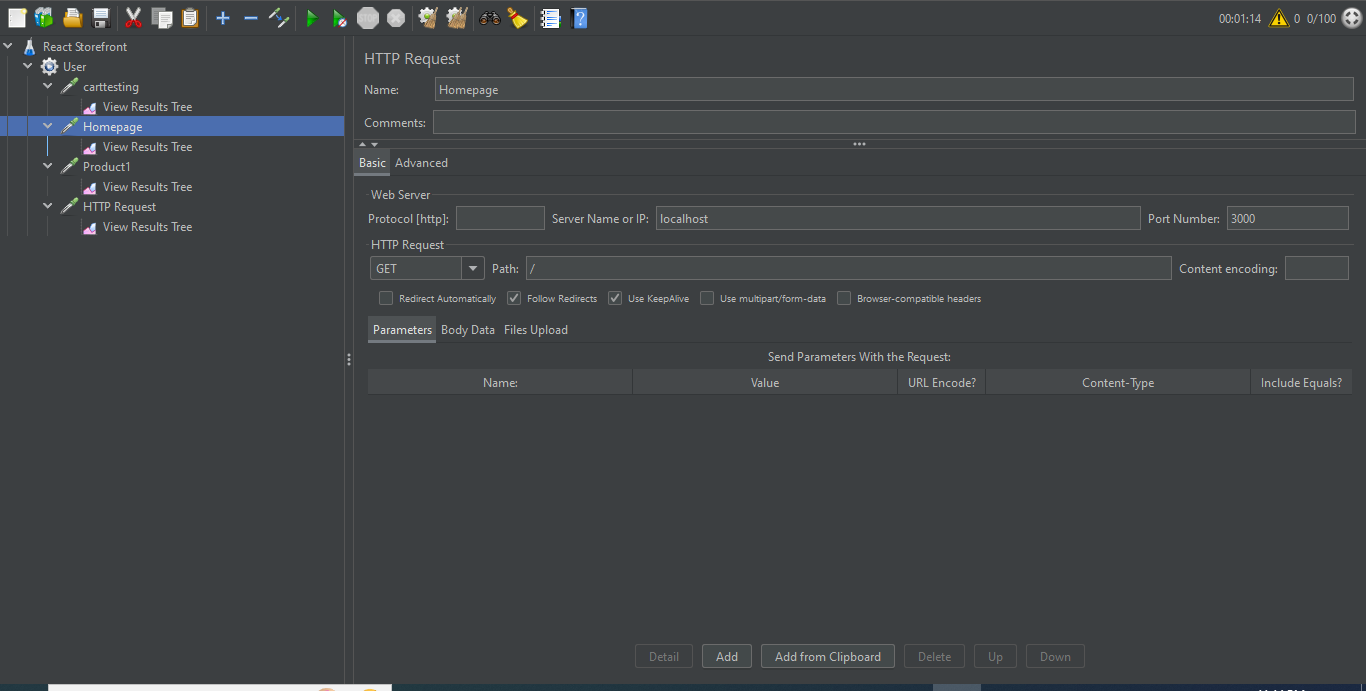 00:01:14 0 0/100
React Storefront
User
carttesting
View Results Tree
Homepage
View Results Tree
Product1
View Results Tree
HTTP Request
View Results Tree
HTTP Request
Name: Homepage
Comments:
Basic Advanced
Web Server
Protocol [http]: Server Name or IP: localhost Port Number: 3000
HTTP Request
GET Path: / Content encoding:
Redirect Automatically Follow Redirects Use KeepAlive Use multipart/form-data Browser-compatible headers
Parameters Body Data Files Upload
Send Parameters With the Request:
Name: Value URL Encode? Content-Type Include Equals?
Detail Add Add from Clipboard Delete Up Down